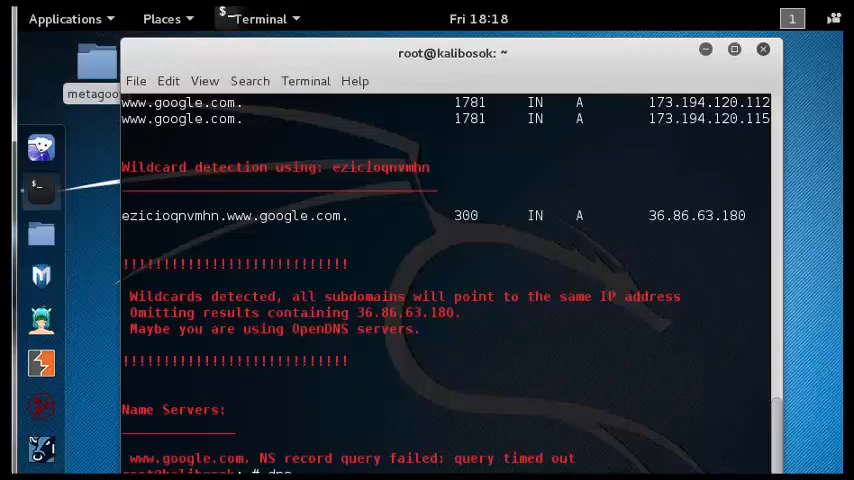 Applications Places Terminal Fri 18:18 1
metagoo
root@kalibosok: ~
File Edit View Search Terminal Help
www.google.com. 1781 IN A 173.194.120.112
www.google.com. 1781 IN A 173.194.120.115
Wildcard detection using: ezicioqnvmhn
ezicioqnvmhn.www.google.com. 300 IN A 36.86.63.180
!!!!!!!!!!!!!!!!!!!!!!!!!!!!
Wildcards detected, all subdomains will point to the same IP address
Omitting results containing 36.86.63.180.
Maybe you are using OpenDNS servers.
!!!!!!!!!!!!!!!!!!!!!!!!!!!!
Name Servers:
www.google.com. NS record query failed: query timed out
root@kalibosok:~# dns